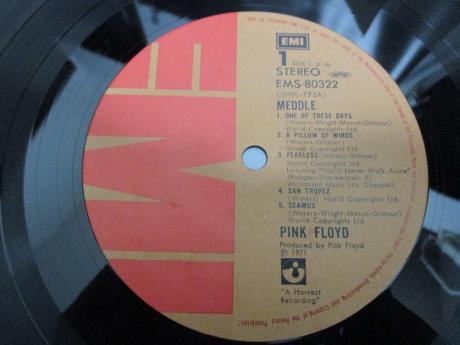 EMI
1 33⅓ r. p. m.
STEREO
EMS-80322
(SHVL-795A)
MEDDLE
1. ONE OF THESE DAYS
(Waters-Wright-Mason-Gilmour)
World Copyrights Ltd.
2. A PILLOW OF WINDS
(Waters-Gilmour)
World Copyrights Ltd.
3. FEARLESS (Waters-Gilmour)
World Copyrights Ltd.
Including "You'll Never Walk Alone"
(Rodgers-Hammerstein II)
Williamson Music Ltd. Chappell
4. SAN TROPEZ
(Waters) World Copyrights Ltd.
5. SEAMUS
(Waters-Wright-Mason-Gilmour)
World Copyrights Ltd.
PINK FLOYD
Produced by Pink Floyd
℗ 1971
"A Harvest
Recording"
EMI